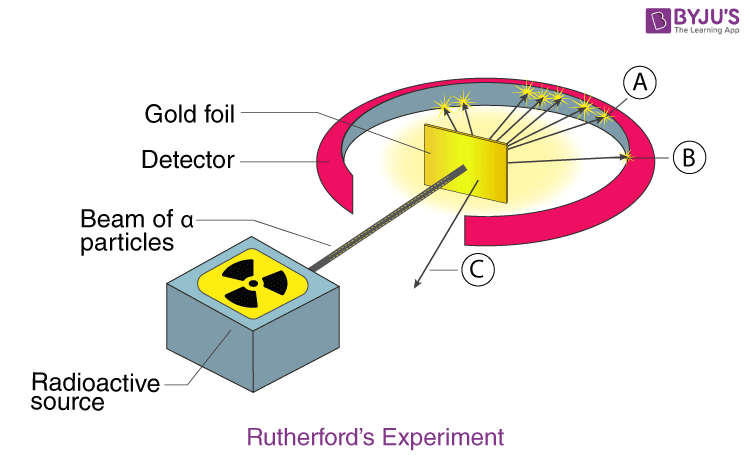 BYJU'S
The Learning App
A
Gold foil
Detector
B
Beam of α
particles
C
Radioactive
source
Rutherford's Experiment